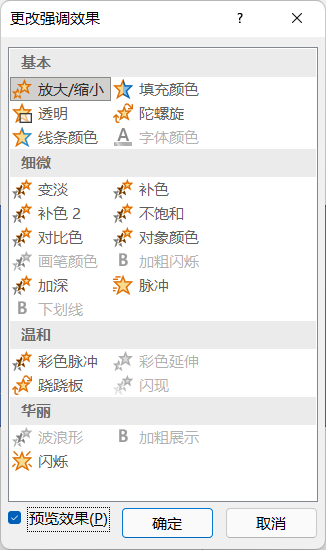 更改强调效果
基本
放大/缩小 填充颜色
透明 陀螺旋
线条颜色 字体颜色
细微
变淡 补色
补色 2 不饱和
对比色 对象颜色
画笔颜色 加粗闪烁
加深 脉冲
下划线
温和
彩色脉冲 彩色延伸
跷跷板 闪现
华丽
波浪形 加粗展示
闪烁
预览效果(P) 确定 取消